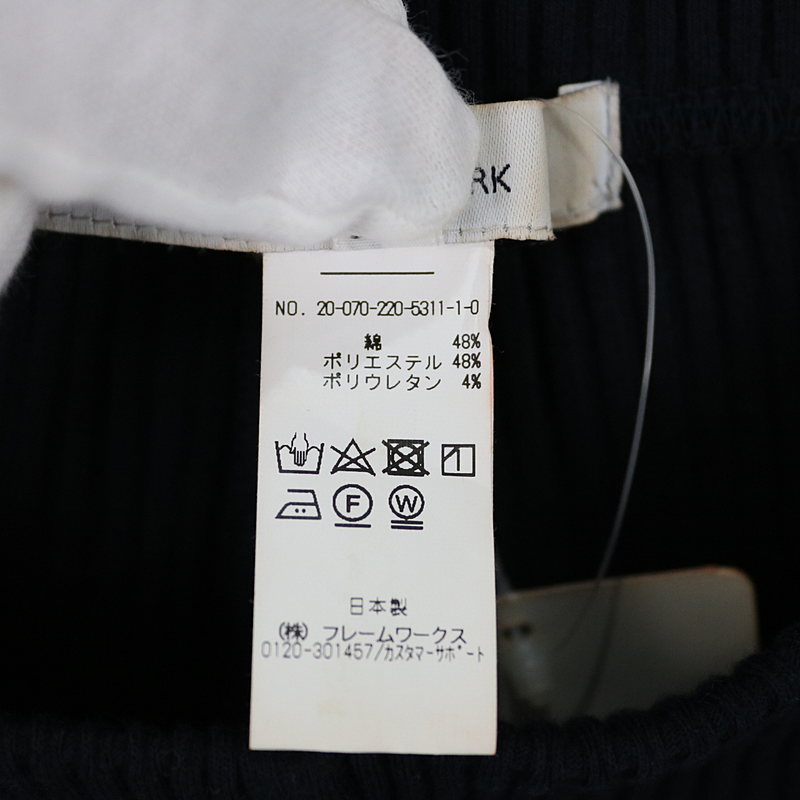 RK
NO. 20-070-220-5311-1-0
綿 48%
ポリエステル 48%
ポリウレタン 4%
F W
日本製
(株) フレームワークス
0120-301457/カスタマーサポート